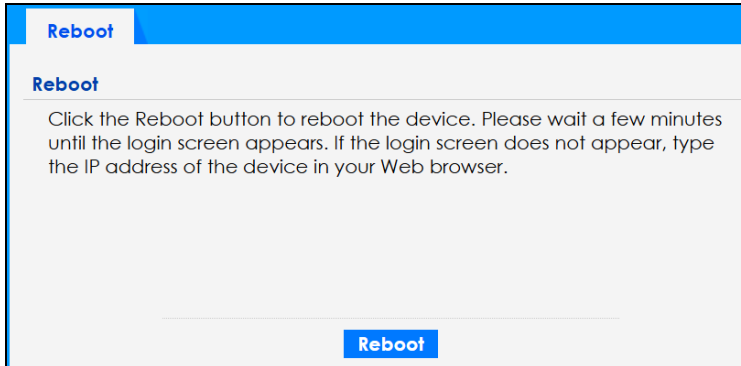 Reboot
Reboot
Click the Reboot button to reboot the device. Please wait a few minutes
until the login screen appears. If the login screen does not appear, type
the IP address of the device in your Web browser.
Reboot